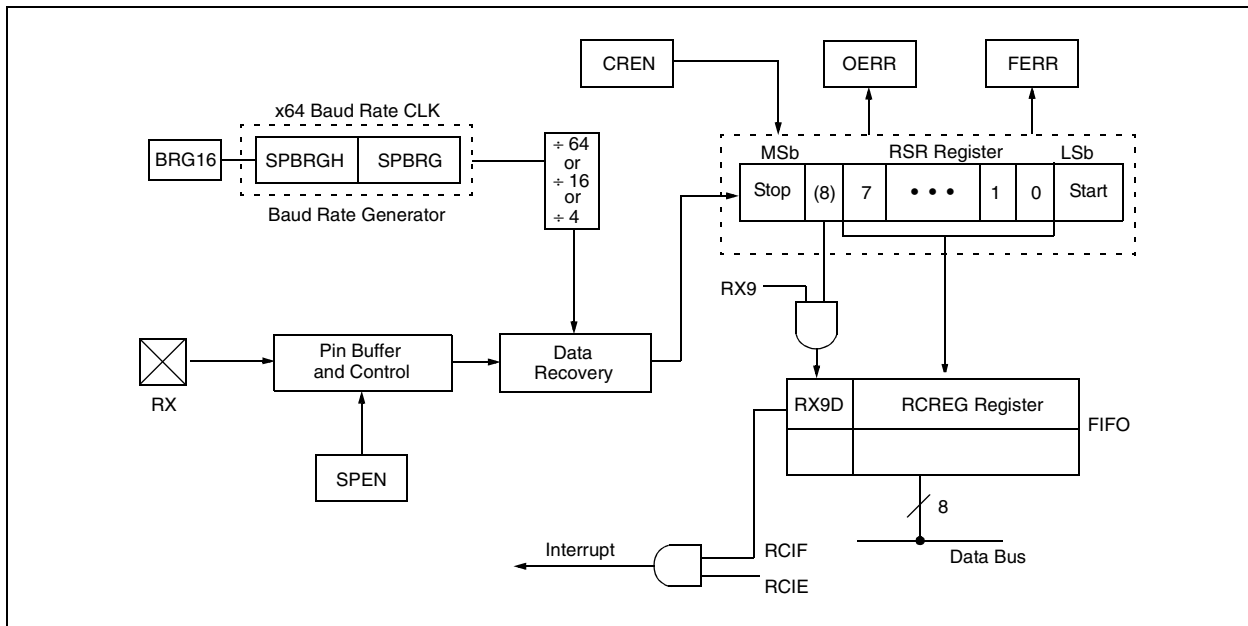 CREN
OERR
FERR
x64 Baud Rate CLK
BRG16
SPBRGH
SPBRG
Baud Rate Generator
÷ 64
or
÷ 16
or
÷ 4
MSb
RSR Register
LSb
Stop
(8)
7
• • •
1
0
Start
RX9
RX
Pin Buffer
and Control
Data
Recovery
SPEN
RX9D
RCREG Register
FIFO
8
Data Bus
Interrupt
RCIF
RCIE